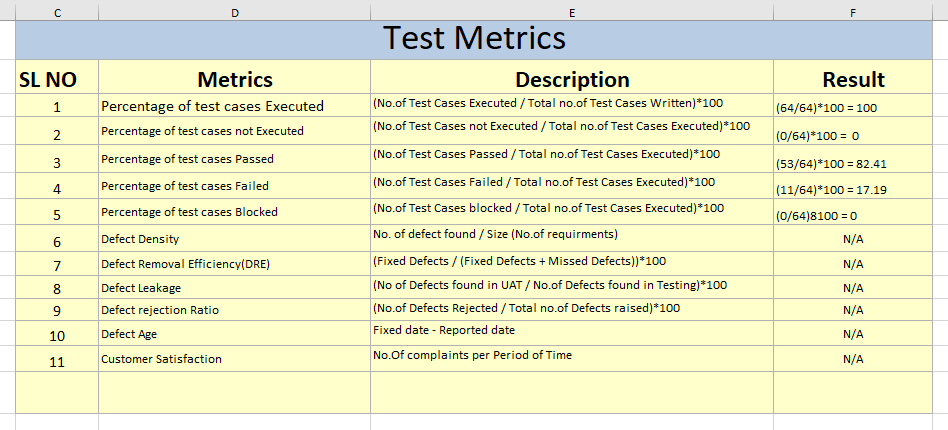 C D E F
Test Metrics
SL NO Metrics Description Result
1 Percentage of test cases Executed (No.of Test Cases Executed / Total no.of Test Cases Written)*100 (64/64)*100 = 100
2 Percentage of test cases not Executed (No.of Test Cases not Executed / Total no.of Test Cases Executed)*100 (0/64)*100 = 0
3 Percentage of test cases Passed (No.of Test Cases Passed / Total no.of Test Cases Executed)*100 (53/64)*100 = 82.41
4 Percentage of test cases Failed (No.of Test Cases Failed / Total no.of Test Cases Executed)*100 (11/64)*100 = 17.19
5 Percentage of test cases Blocked (No.of Test Cases blocked / Total no.of Test Cases Executed)*100 (0/64)8100 = 0
6 Defect Density No. of defect found / Size (No.of requirments) N/A
7 Defect Removal Efficiency(DRE) (Fixed Defects / (Fixed Defects + Missed Defects))*100 N/A
8 Defect Leakage (No of Defects found in UAT / No.of Defects found in Testing)*100 N/A
9 Defect rejection Ratio (No.of Defects Rejected / Total no.of Defects raised)*100 N/A
10 Defect Age Fixed date - Reported date N/A
11 Customer Satisfaction No.Of complaints per Period of Time N/A